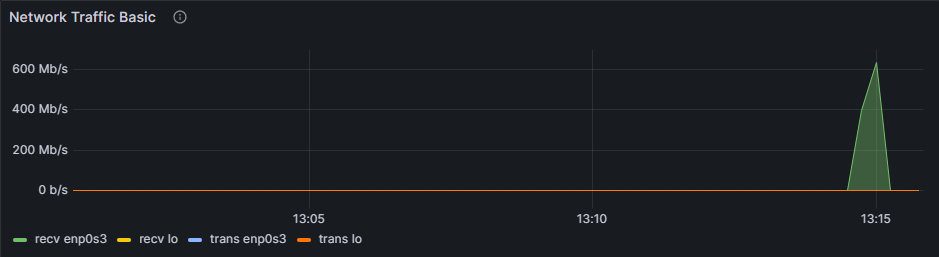 Network Traffic Basic
600 Mb/s
400 Mb/s
200 Mb/s
0 b/s
13:05 13:10 13:15
recv enp0s3 recv lo trans enp0s3 trans lo